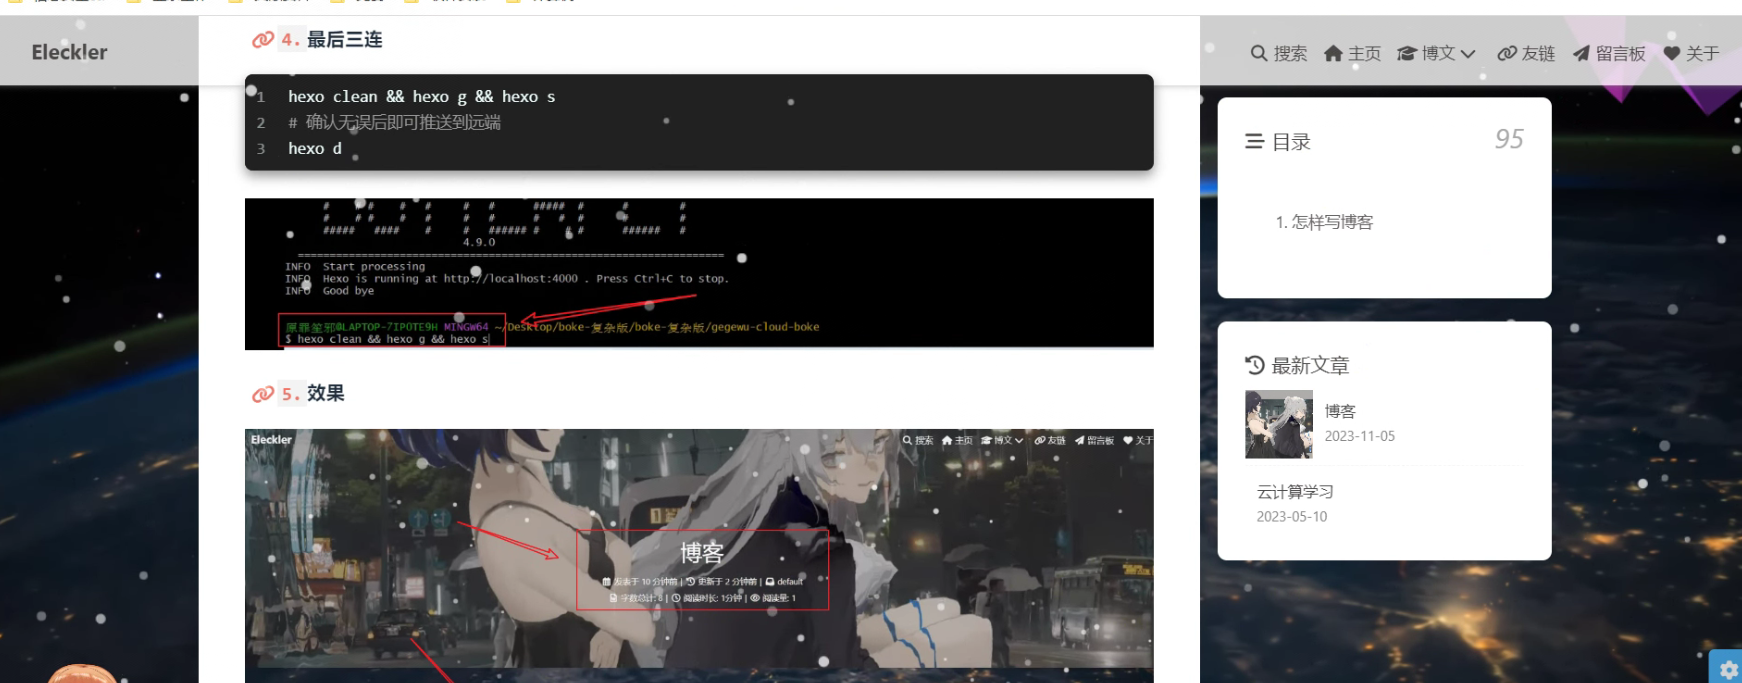 Eleckler
搜索 主页 博文 友链 留言板 关于
4. 最后三连
1 hexo clean && hexo g && hexo s
2 # 确认无误后即可推送到远端
3 hexo d
4.9.0
INFO Start processing
INFO Hexo is running at http://localhost:4000 . Press Ctrl+C to stop.
INFO Good bye
原罪笙邪@LAPTOP-7IP0TE9H MINGW64 ~/Desktop/boke-复杂版/boke-复杂版/gegewu-cloud-boke
$ hexo clean && hexo g && hexo s
5. 效果
Eleckler
搜索 主页 博文 友链 留言板 关于
博客
发表于 10 分钟前 | 更新于 2 分钟前 | default
字数总计: 8 | 阅读时长: 1分钟 | 阅读量: 1
目录 95
1. 怎样写博客
最新文章
博客
2023-11-05
云计算学习
2023-05-10